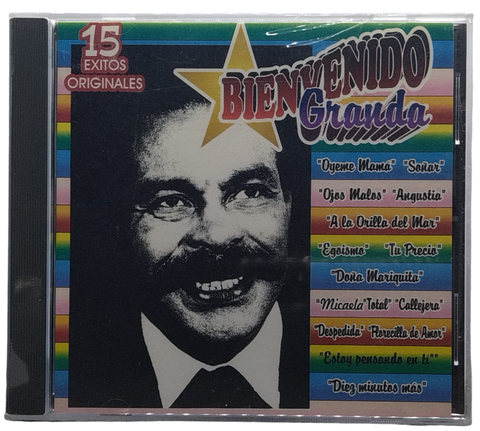 15
EXITOS
ORIGINALES
BIENVENIDO
Granda
"Oyeme Mamá" "Soñar"
"Ojos Malos" "Angustia"
"A la Orilla del Mar"
"Egoismo" "Tu Precio"
"Doña Mariquita"
"Micaela "Total" "Callejera"
"Despedida" "Florecilla de Amor"
"Estoy pensando en ti""
"Diez minutos más"